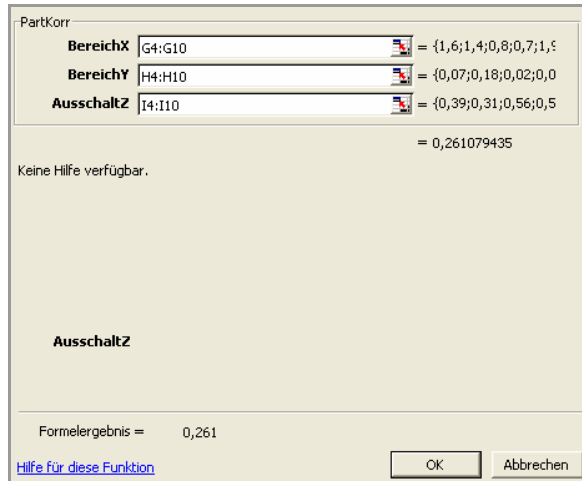 PartKorr
BereichX G4:G10 = {1,6;1,4;0,8;0,7;1,9
BereichY H4:H10 = {0,07;0,18;0,02;0,0
AusschaltZ I4:I10 = {0,39;0,31;0,56;0,5
= 0,261079435
Keine Hilfe verfügbar.
AusschaltZ
Formelergebnis = 0,261
Hilfe für diese Funktion OK Abbrechen